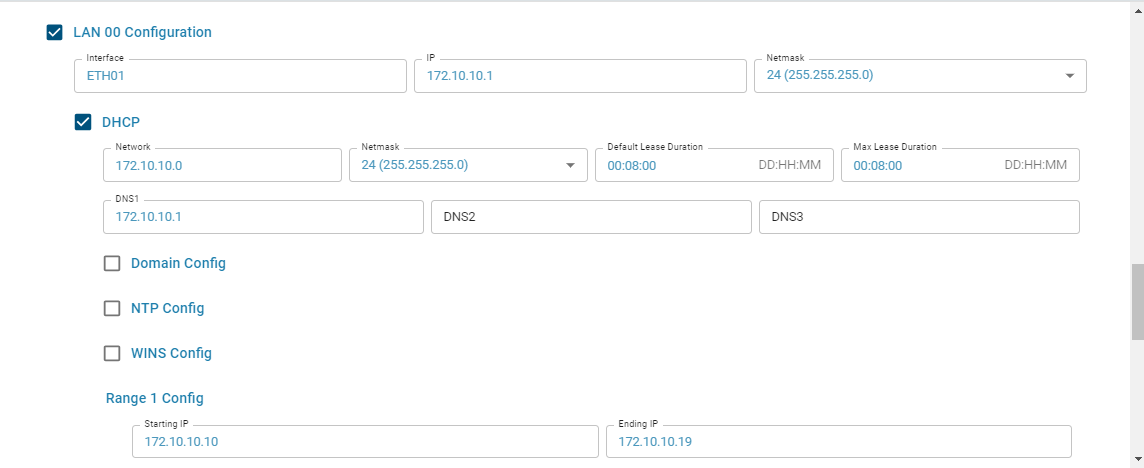 LAN 00 Configuration
Interface IP Netmask
ETH01 172.10.10.1 24 (255.255.255.0)
DHCP
Network Netmask Default Lease Duration Max Lease Duration
172.10.10.0 24 (255.255.255.0) 00:08:00 DD:HH:MM 00:08:00 DD:HH:MM
DNS1
172.10.10.1 DNS2 DNS3
Domain Config
NTP Config
WINS Config
Range 1 Config
Starting IP Ending IP
172.10.10.10 172.10.10.19